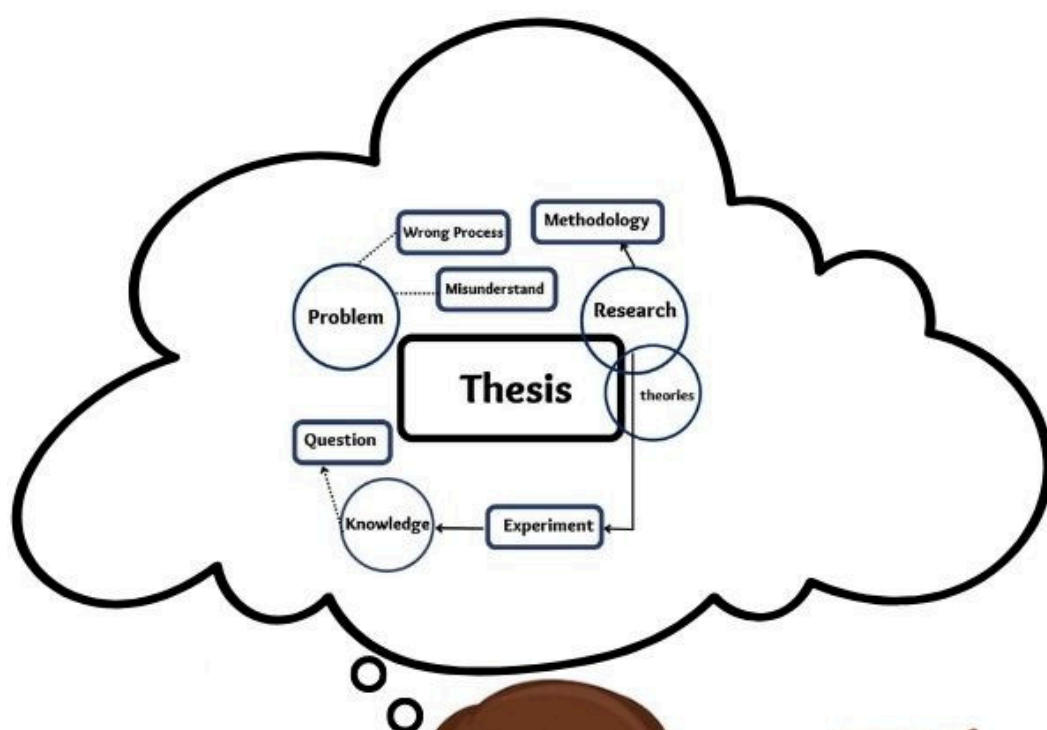 Methodology
Wrong Process
Misunderstand
Research
Problem
Thesis
theories
Question
Knowledge
Experiment